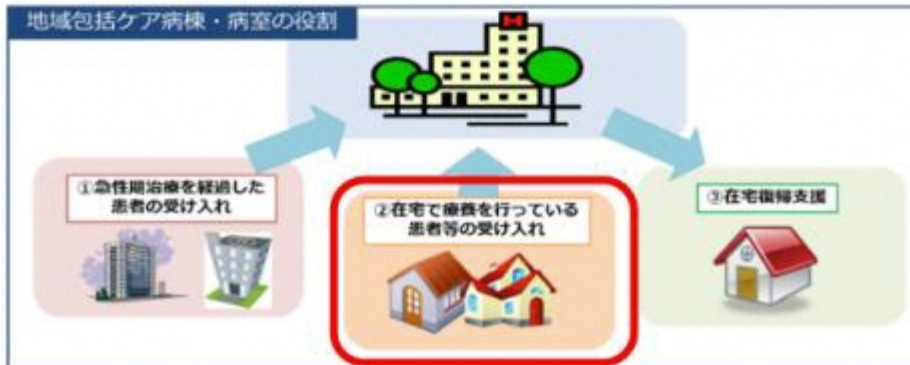 地域包括ケア病棟・病室の役割
①急性期治療を経過した
患者の受け入れ
②在宅で療養を行っている
患者等の受け入れ
③在宅復帰支援